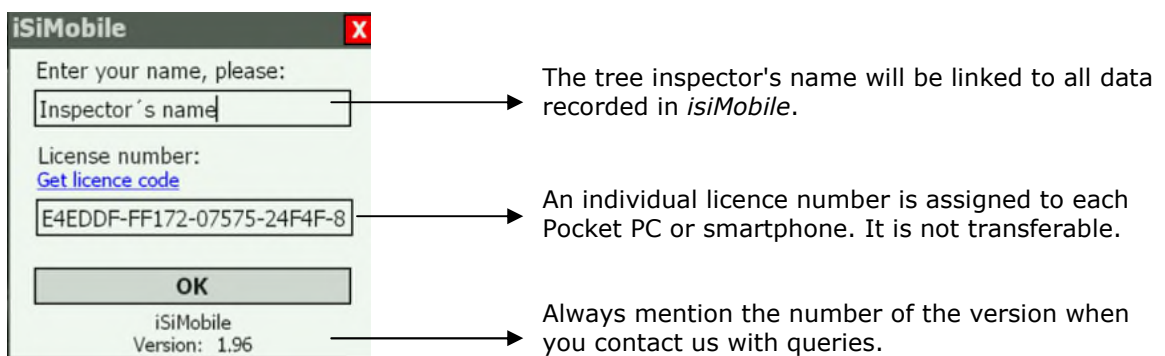 iSiMobile X
Enter your name, please:
Inspector´s name
License number:
Get licence code
E4EDDF-FF172-07575-24F4F-8
OK
iSiMobile
Version: 1.96
The tree inspector's name will be linked to all data
recorded in isiMobile.
An individual licence number is assigned to each
Pocket PC or smartphone. It is not transferable.
Always mention the number of the version when
you contact us with queries.